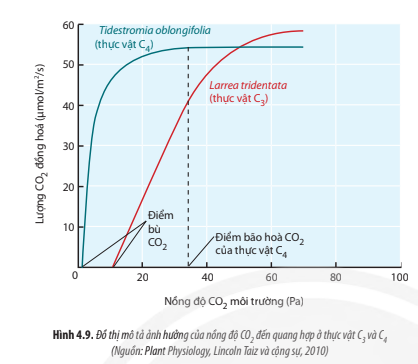 60
50
40
30
20
10
0
20
40
60
80
100
Tidestromia oblongifolia
(thực vật C₄)
Larrea tridentata
(thực vật C₃)
Điểm
bù
CO₂
Điểm bão hoà CO₂
của thực vật C₄
Lượng CO₂ đồng hoá (µmol/m²/s)
Nồng độ CO₂ môi trường (Pa)
Hình 4.9. Đồ thị mô tả ảnh hưởng của nồng độ CO₂ đến quang hợp ở thực vật C₃ và C₄
(Nguồn: Plant Physiology, Lincoln Taiz và cộng sự, 2010)